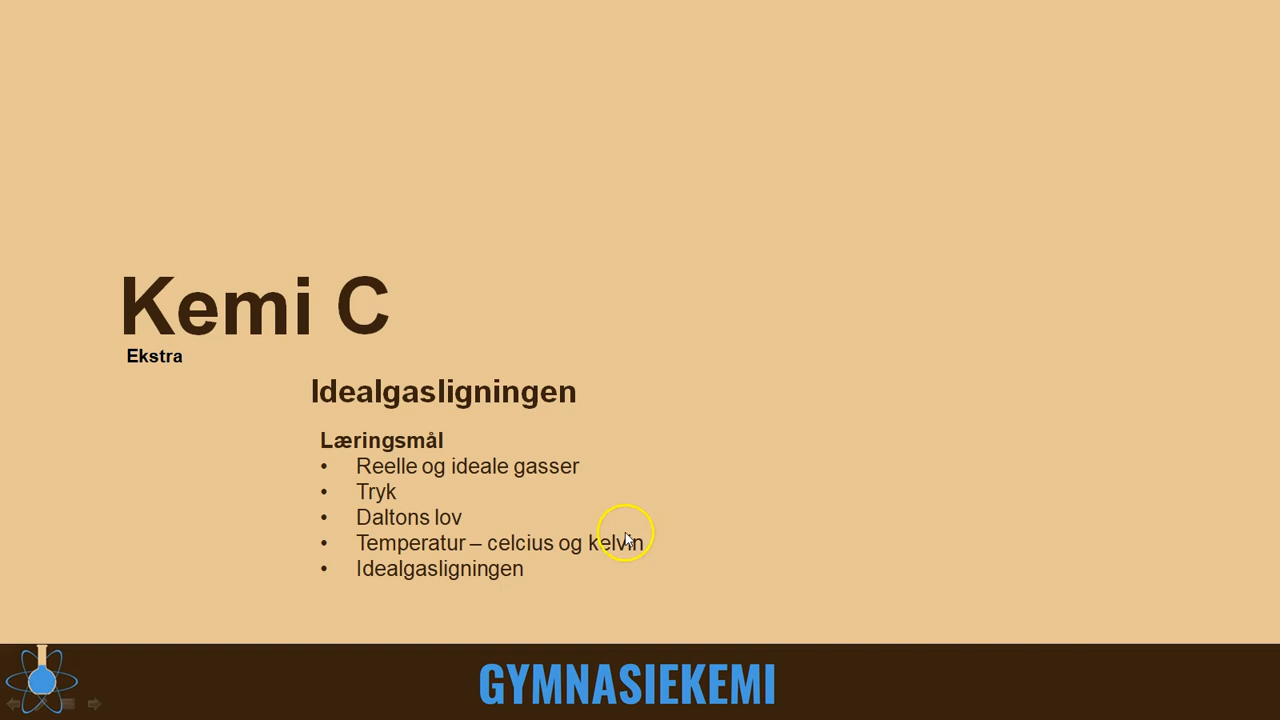 Kemi C
Ekstra
Idealgasligningen
Læringsmål
• Reelle og ideale gasser
• Tryk
• Daltons lov
• Temperatur – celcius og kelvin
• Idealgasligningen
GYMNASIEKEMI